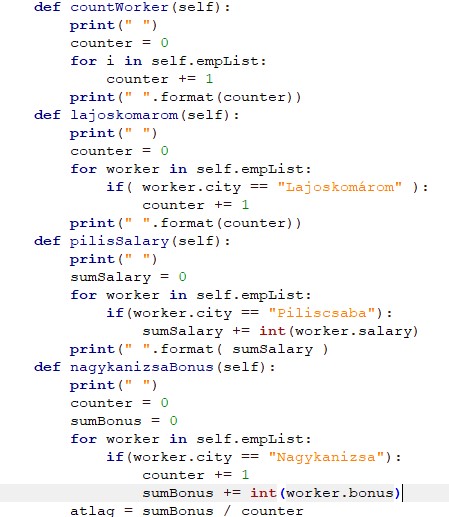 def countWorker(self):
    print(" ")
    counter = 0
    for i in self.empList:
        counter += 1
    print(" ".format(counter))
def lajoskomarom(self):
    print(" ")
    counter = 0
    for worker in self.empList:
        if( worker.city == "Lajoskomárom" ):
            counter += 1
    print(" ".format(counter))
def pilisSalary(self):
    print(" ")
    sumSalary = 0
    for worker in self.empList:
        if(worker.city == "Piliscsaba"):
            sumSalary += int(worker.salary)
    print(" ".format( sumSalary )
def nagykanizsaBonus(self):
    print(" ")
    counter = 0
    sumBonus = 0
    for worker in self.empList:
        if(worker.city == "Nagykanizsa"):
            counter += 1
            sumBonus += int(worker.bonus)
    atlag = sumBonus / counter